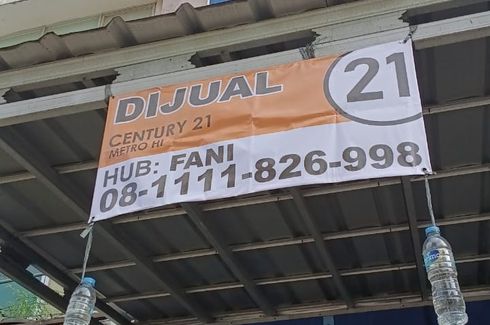 DIJUAL
21
CENTURY 21
METRO HI
HUB: FANI
08-1111-826-998